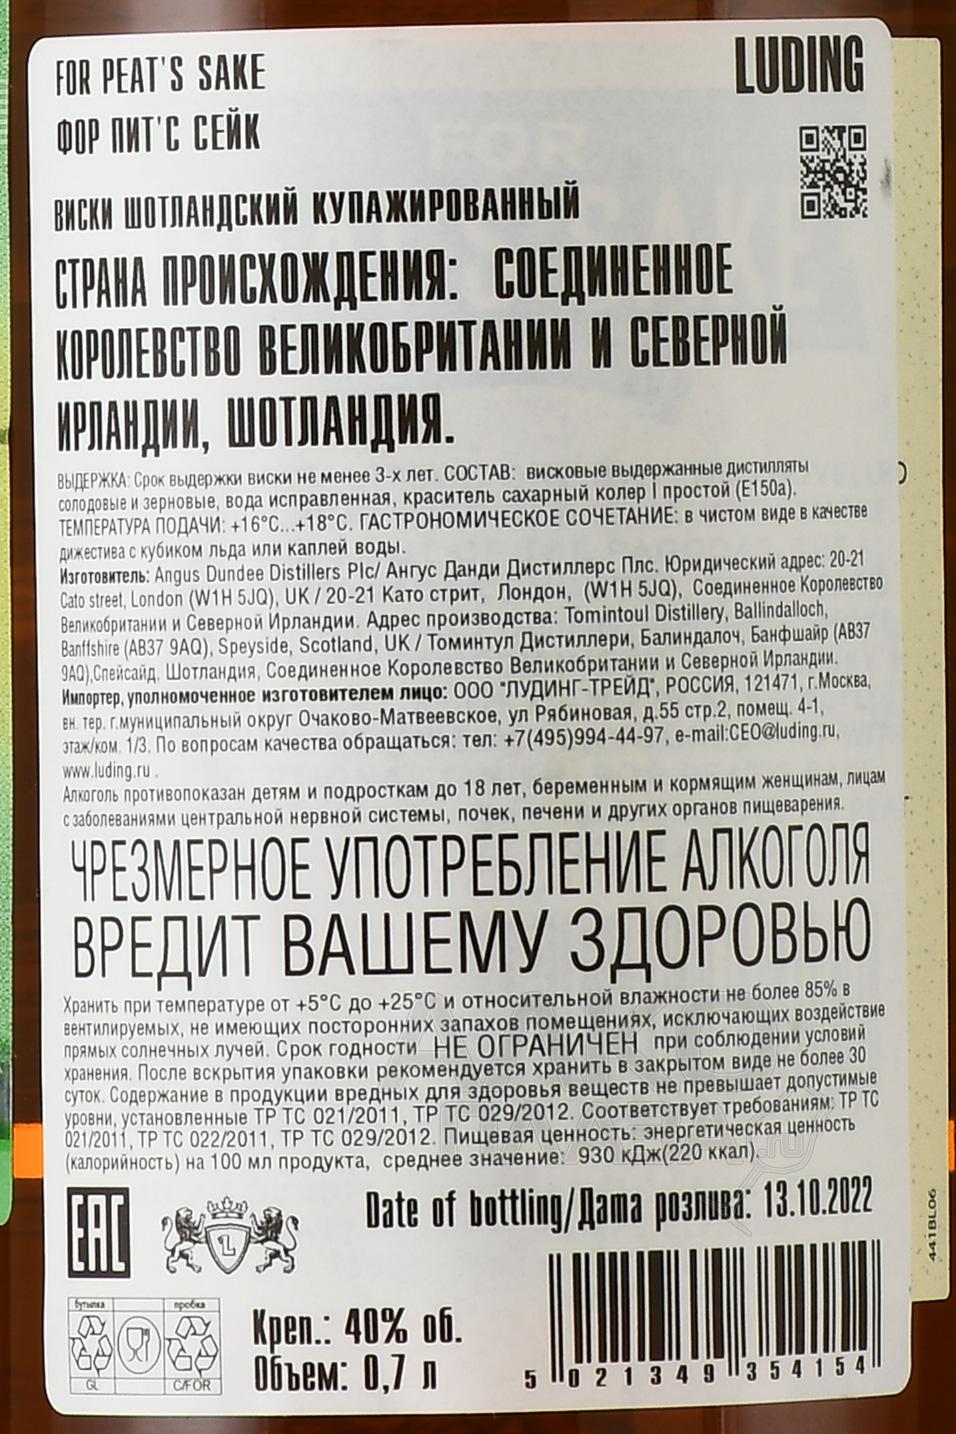 FOR PEAT'S SAKE
LUDING
ФОР ПИТ'С СЕЙК
ВИСКИ ШОТЛАНДСКИЙ КУПАЖИРОВАННЫЙ
СТРАНА ПРОИСХОЖДЕНИЯ: СОЕДИНЕННОЕ
КОРОЛЕВСТВО ВЕЛИКОБРИТАНИИ И СЕВЕРНОЙ
ИРЛАНДИИ, ШОТЛАНДИЯ.
ВЫДЕРЖКА: Срок выдержки виски не менее 3-х лет. СОСТАВ: висковые выдержанные дистилляты
солодовые и зерновые, вода исправленная, краситель сахарный колер I простой (E150a).
ТЕМПЕРАТУРА ПОДАЧИ: +16°C...+18°C. ГАСТРОНОМИЧЕСКОЕ СОЧЕТАНИЕ: в чистом виде в качестве
дижестива с кубиком льда или каплей воды.
Изготовитель: Angus Dundee Distillers Plc/ Ангус Данди Дистиллерс Плс. Юридический адрес: 20-21
Cato street, London (W1H 5JQ), UK / 20-21 Като стрит, Лондон, (W1H 5JQ), Соединенное Королевство
Великобритании и Северной Ирландии. Адрес производства: Tomintoul Distillery, Ballindalloch,
Banffshire (AB37 9AQ), Speyside, Scotland, UK / Томинтул Дистиллери, Балиндалоч, Банфшайр (AB37
9AQ),Спейсайд, Шотландия, Соединенное Королевство Великобритании и Северной Ирландии.
Импортер, уполномоченное изготовителем лицо: ООО "ЛУДИНГ-ТРЕЙД", РОССИЯ, 121471, г.Москва,
вн. тер. г.муниципальный округ Очаково-Матвеевское, ул Рябиновая, д.55 стр.2, помещ. 4-1,
этаж/ком. 1/3. По вопросам качества обращаться: тел: +7(495)994-44-97, e-mail:CEO@luding.ru,
www.luding.ru .
Алкоголь противопоказан детям и подросткам до 18 лет, беременным и кормящим женщинам, лицам
с заболеваниями центральной нервной системы, почек, печени и других органов пищеварения.
ЧРЕЗМЕРНОЕ УПОТРЕБЛЕНИЕ АЛКОГОЛЯ
ВРЕДИТ ВАШЕМУ ЗДОРОВЬЮ
Хранить при температуре от +5°C до +25°C и относительной влажности не более 85% в
вентилируемых, не имеющих посторонних запахов помещениях, исключающих воздействие
прямых солнечных лучей. Срок годности НЕ ОГРАНИЧЕН при соблюдении условий
хранения. После вскрытия упаковки рекомендуется хранить в закрытом виде не более 30
суток. Содержание в продукции вредных для здоровья веществ не превышает допустимые
уровни, установленные ТР ТС 021/2011, ТР ТС 029/2012. Соответствует требованиям: ТР ТС
021/2011, ТР ТС 022/2011, ТР ТС 029/2012. Пищевая ценность: энергетическая ценность
(калорийность) на 100 мл продукта, среднее значение: 930 кДж(220 ккал).
EAC
L
Date of bottling/Дата розлива: 13.10.2022
441BL06
бутылка пробка
GL C/FOR
Креп.: 40% об.
Объем: 0,7 л
5 021349 354154